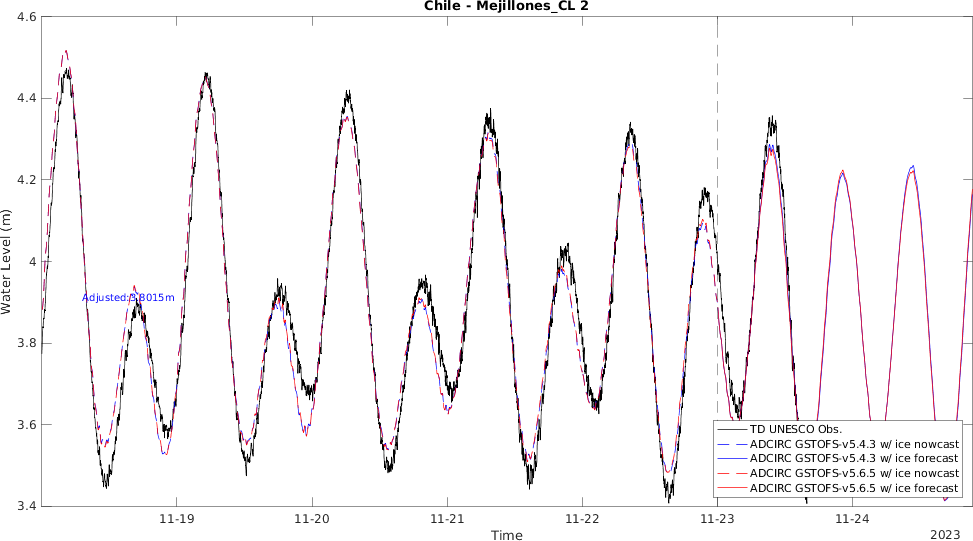 Chile - Mejillones_CL 2
4.6
4.4
4.2
4
3.8
3.6
3.4
Water Level (m)
Adjusted:3.8015m
TD UNESCO Obs.
ADCIRC GSTOFS-v5.4.3 w/ ice nowcast
ADCIRC GSTOFS-v5.4.3 w/ ice forecast
ADCIRC GSTOFS-v5.6.5 w/ ice nowcast
ADCIRC GSTOFS-v5.6.5 w/ ice forecast
11-19 11-20 11-21 11-22 11-23 11-24
Time
2023